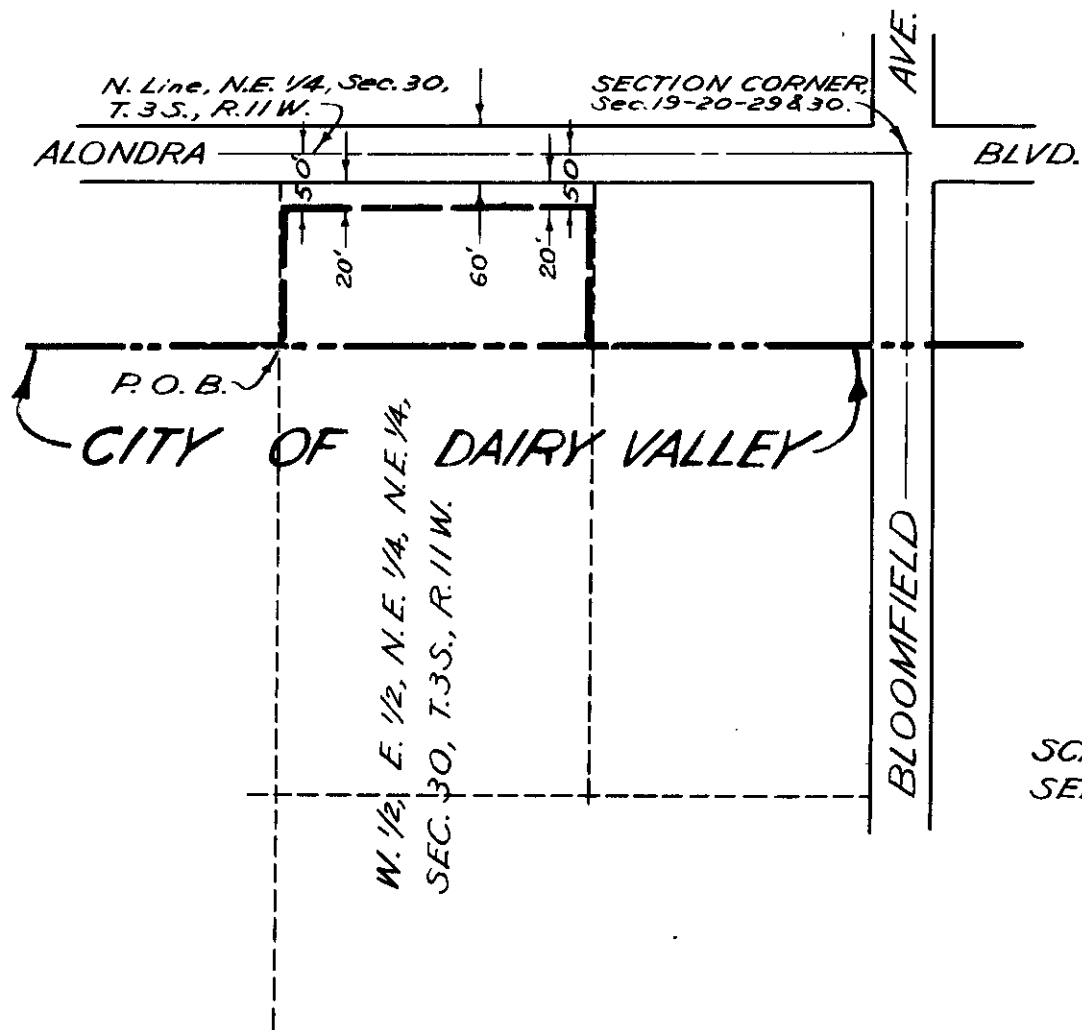 AVE.
N. Line, N.E. 1/4, Sec. 30,
T. 3 S., R. 11 W.
SECTION CORNER,
Sec. 19-20-29 & 30.
ALONDRA
BLVD.
50'
50'
20'
60'
20'
P. O. B.
CITY OF DAIRY VALLEY
W. 1/2, E. 1/2, N.E. 1/4, N.E. 1/4,
SEC. 30, T. 3 S., R. 11 W.
BLOOMFIELD